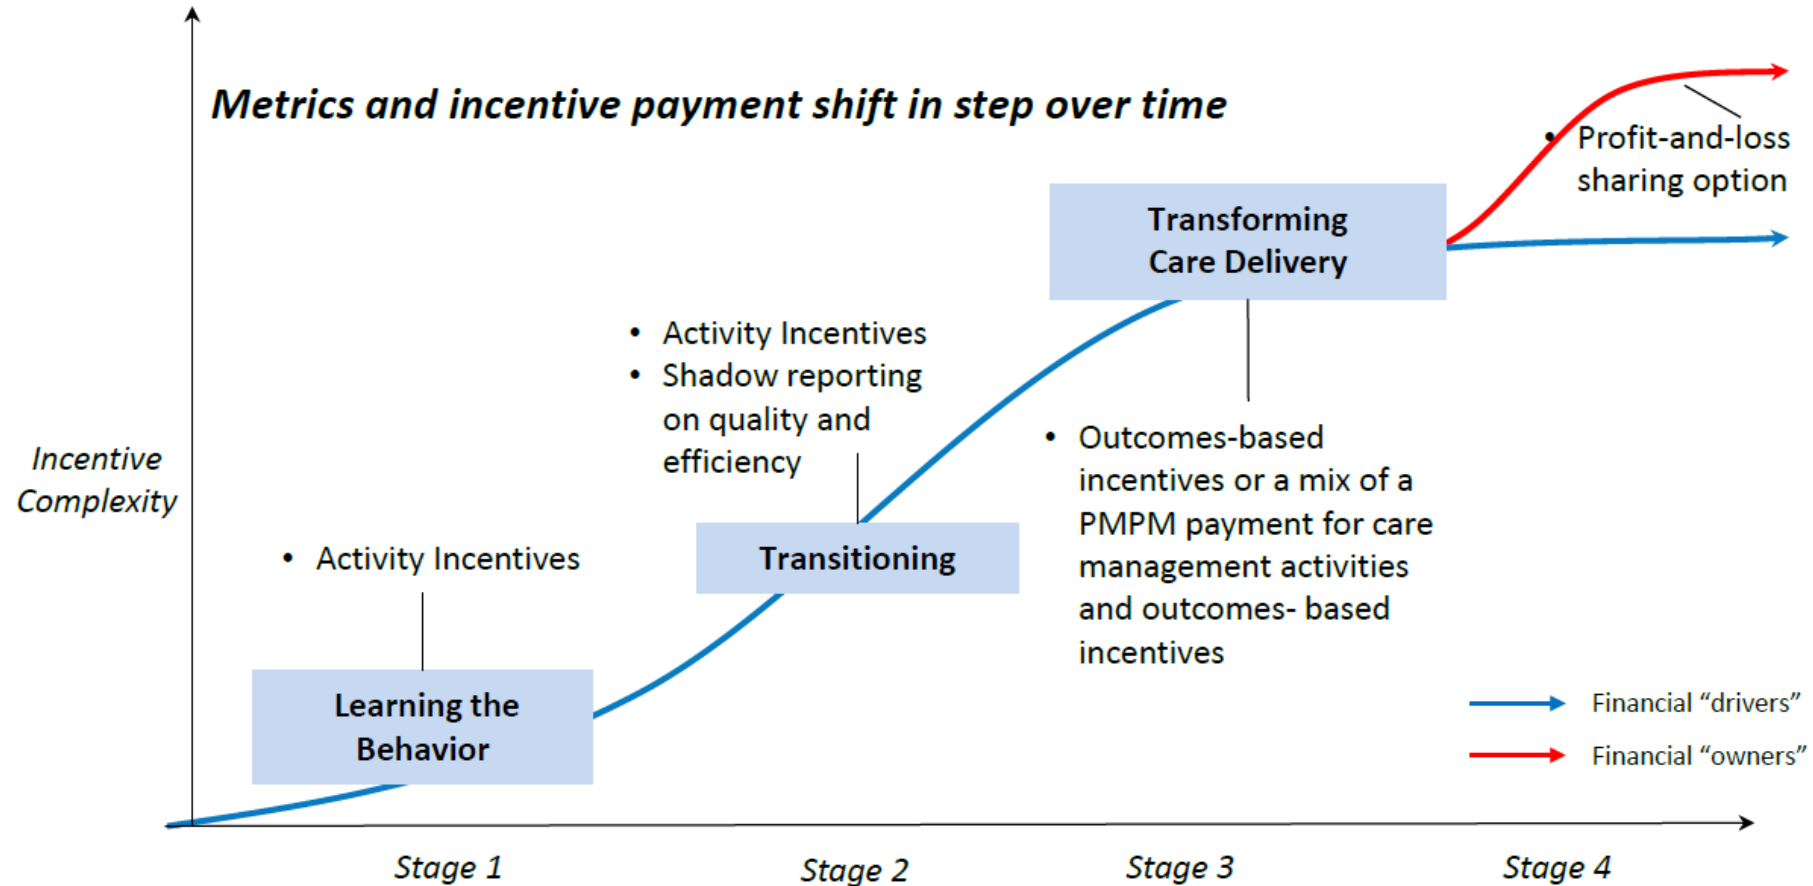 Metrics and incentive payment shift in step over time
• Profit-and-loss
sharing option
Transforming
Care Delivery
• Activity Incentives
• Shadow reporting
on quality and
efficiency
• Outcomes-based
incentives or a mix of a
PMPM payment for care
management activities
and outcomes- based
incentives
Incentive
Complexity
Transitioning
• Activity Incentives
Learning the
Behavior
Financial “drivers”
Financial “owners”
Stage 1
Stage 2
Stage 3
Stage 4